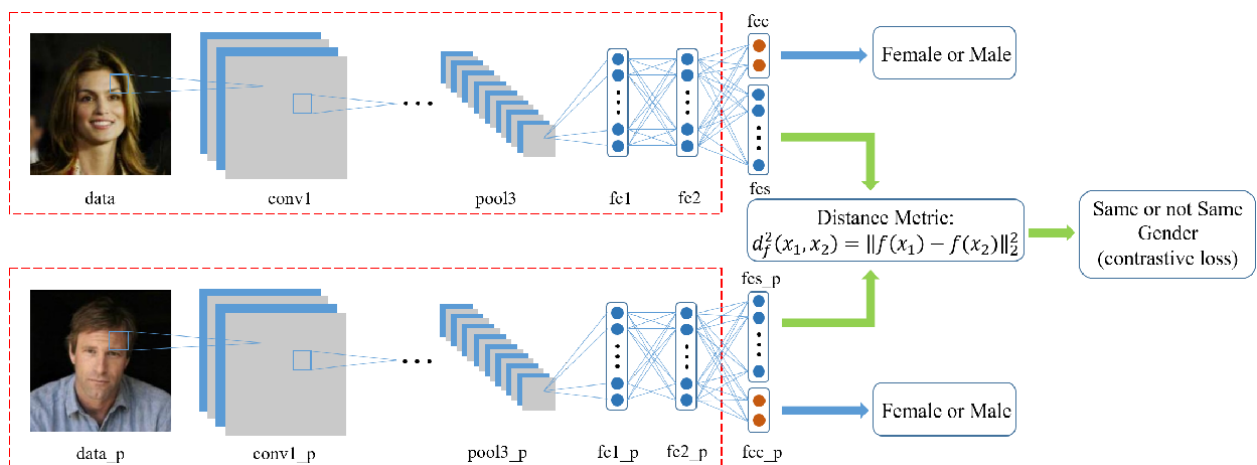 fcc
Female or Male
data
conv1
pool3
fc1
fc2
fcs
Distance Metric:
d_f^2(x_1, x_2) = ‖f(x_1) − f(x_2)‖_2^2
Same or not Same
Gender
(contrastive loss)
fcs_p
Female or Male
data_p
conv1_p
pool3_p
fc1_p
fc2_p
fcc_p